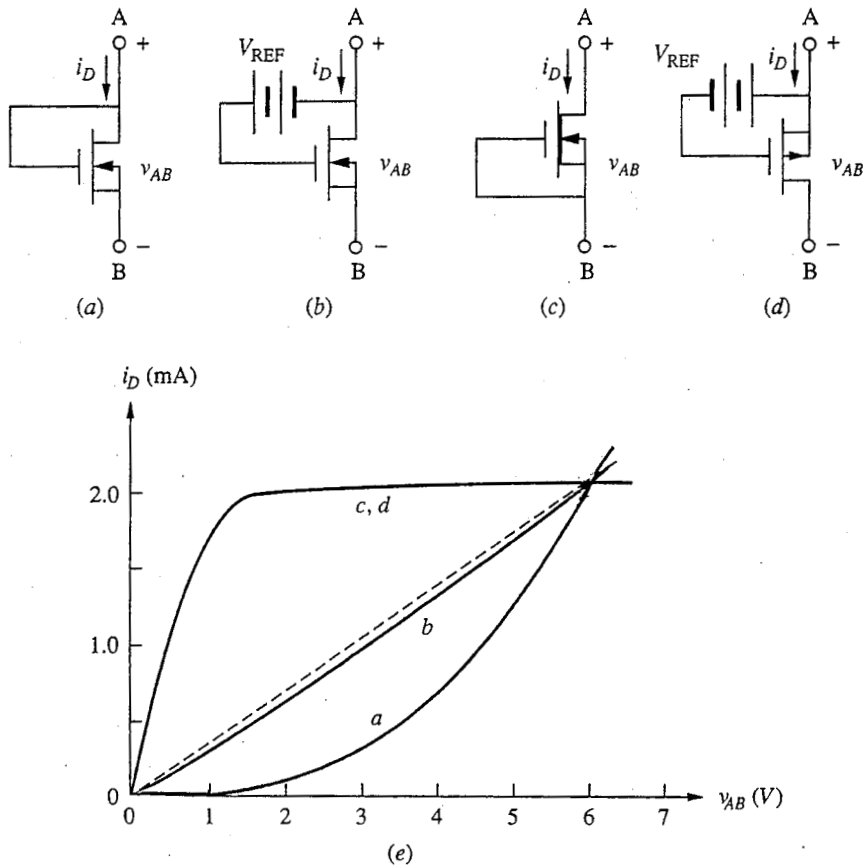 A A A A
+ + + +
V_REF V_REF
i_D i_D i_D i_D
v_AB v_AB v_AB v_AB
− − − −
B B B B
(a) (b) (c) (d)
i_D (mA)
2.0
c, d
1.0
b
a
0
0 1 2 3 4 5 6 7 v_AB (V)
(e)